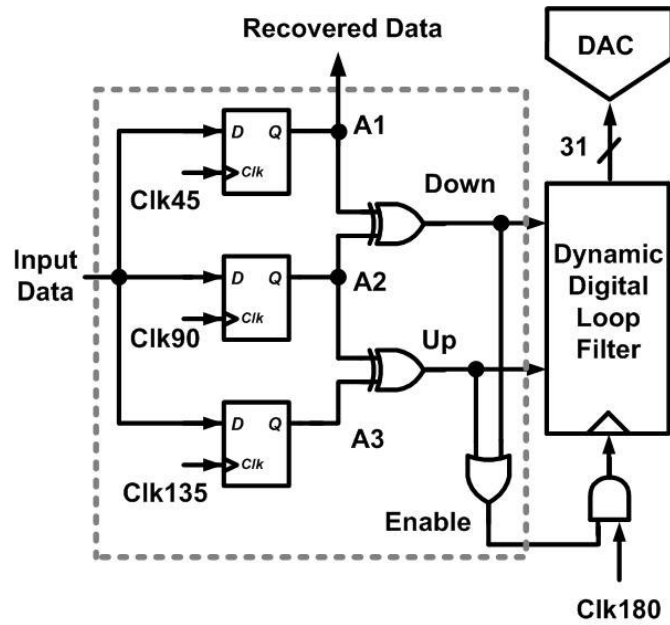 Recovered Data
DAC
D Q
A1
31
Clk
Clk45
Down
Input
Data
D Q
A2
Dynamic
Digital
Loop
Filter
Clk
Clk90
Up
D Q
A3
Clk
Clk135
Enable
Clk180